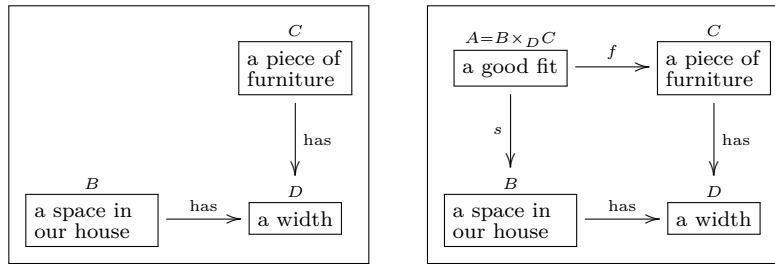 C
a piece of
furniture
has
B
D
a space in
our house
has
a width
A=B×_D C
C
a good fit
f
a piece of
furniture
s
has
B
D
a space in
our house
has
a width